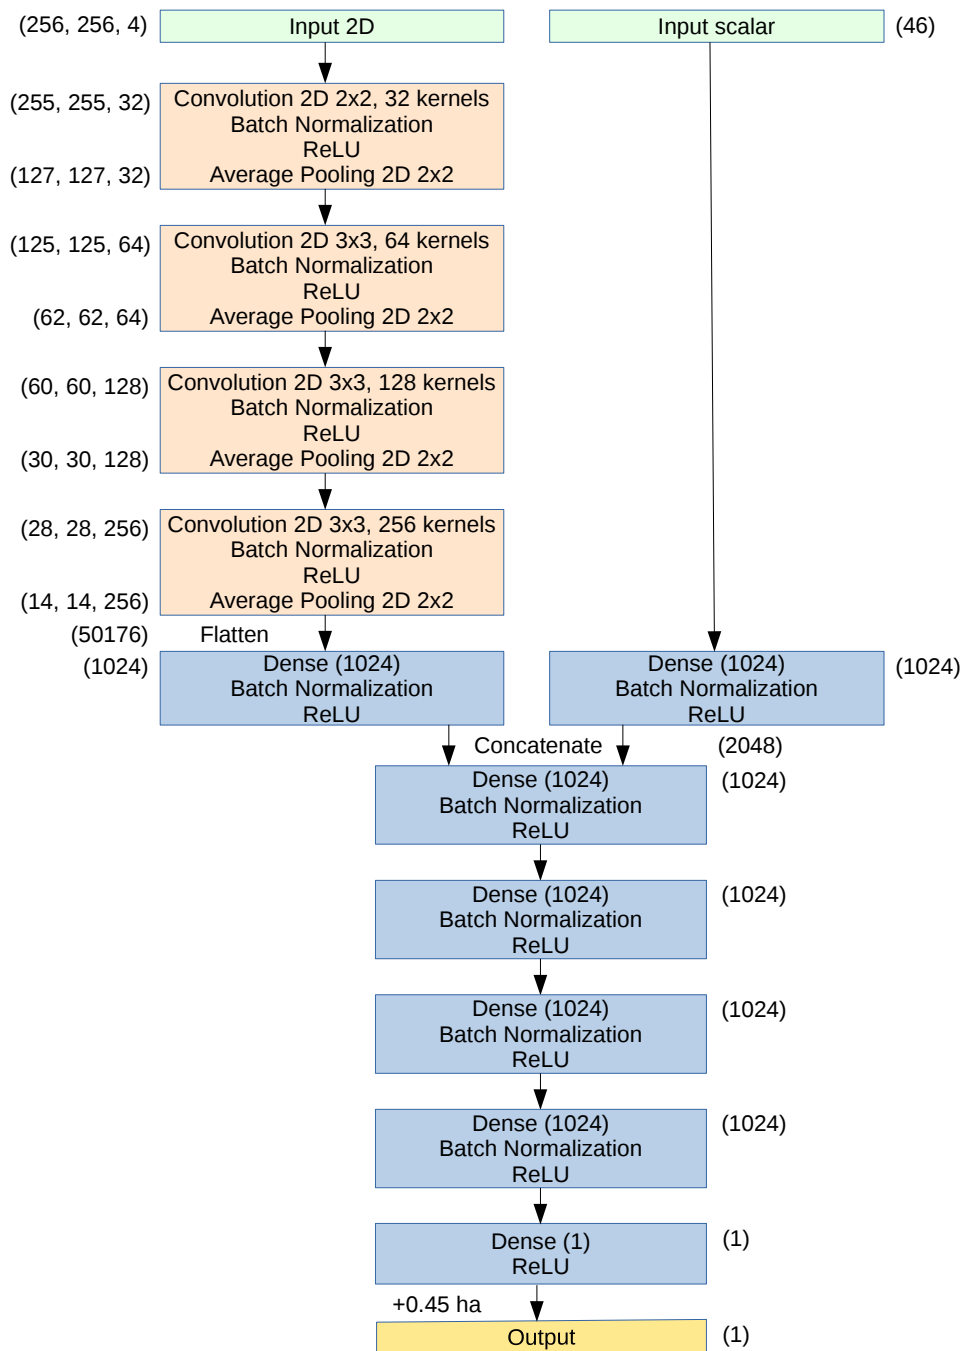 (256, 256, 4)
Input 2D
Input scalar
(46)
(255, 255, 32)
Convolution 2D 2x2, 32 kernels
Batch Normalization
ReLU
(127, 127, 32)
Average Pooling 2D 2x2
(125, 125, 64)
Convolution 2D 3x3, 64 kernels
Batch Normalization
ReLU
(62, 62, 64)
Average Pooling 2D 2x2
(60, 60, 128)
Convolution 2D 3x3, 128 kernels
Batch Normalization
ReLU
(30, 30, 128)
Average Pooling 2D 2x2
(28, 28, 256)
Convolution 2D 3x3, 256 kernels
Batch Normalization
ReLU
(14, 14, 256)
Average Pooling 2D 2x2
(50176)
Flatten
(1024)
Dense (1024)
Batch Normalization
ReLU
Dense (1024)
Batch Normalization
ReLU
(1024)
Concatenate
(2048)
Dense (1024)
Batch Normalization
ReLU
(1024)
Dense (1024)
Batch Normalization
ReLU
(1024)
Dense (1024)
Batch Normalization
ReLU
(1024)
Dense (1024)
Batch Normalization
ReLU
(1024)
Dense (1)
ReLU
(1)
+0.45 ha
Output
(1)